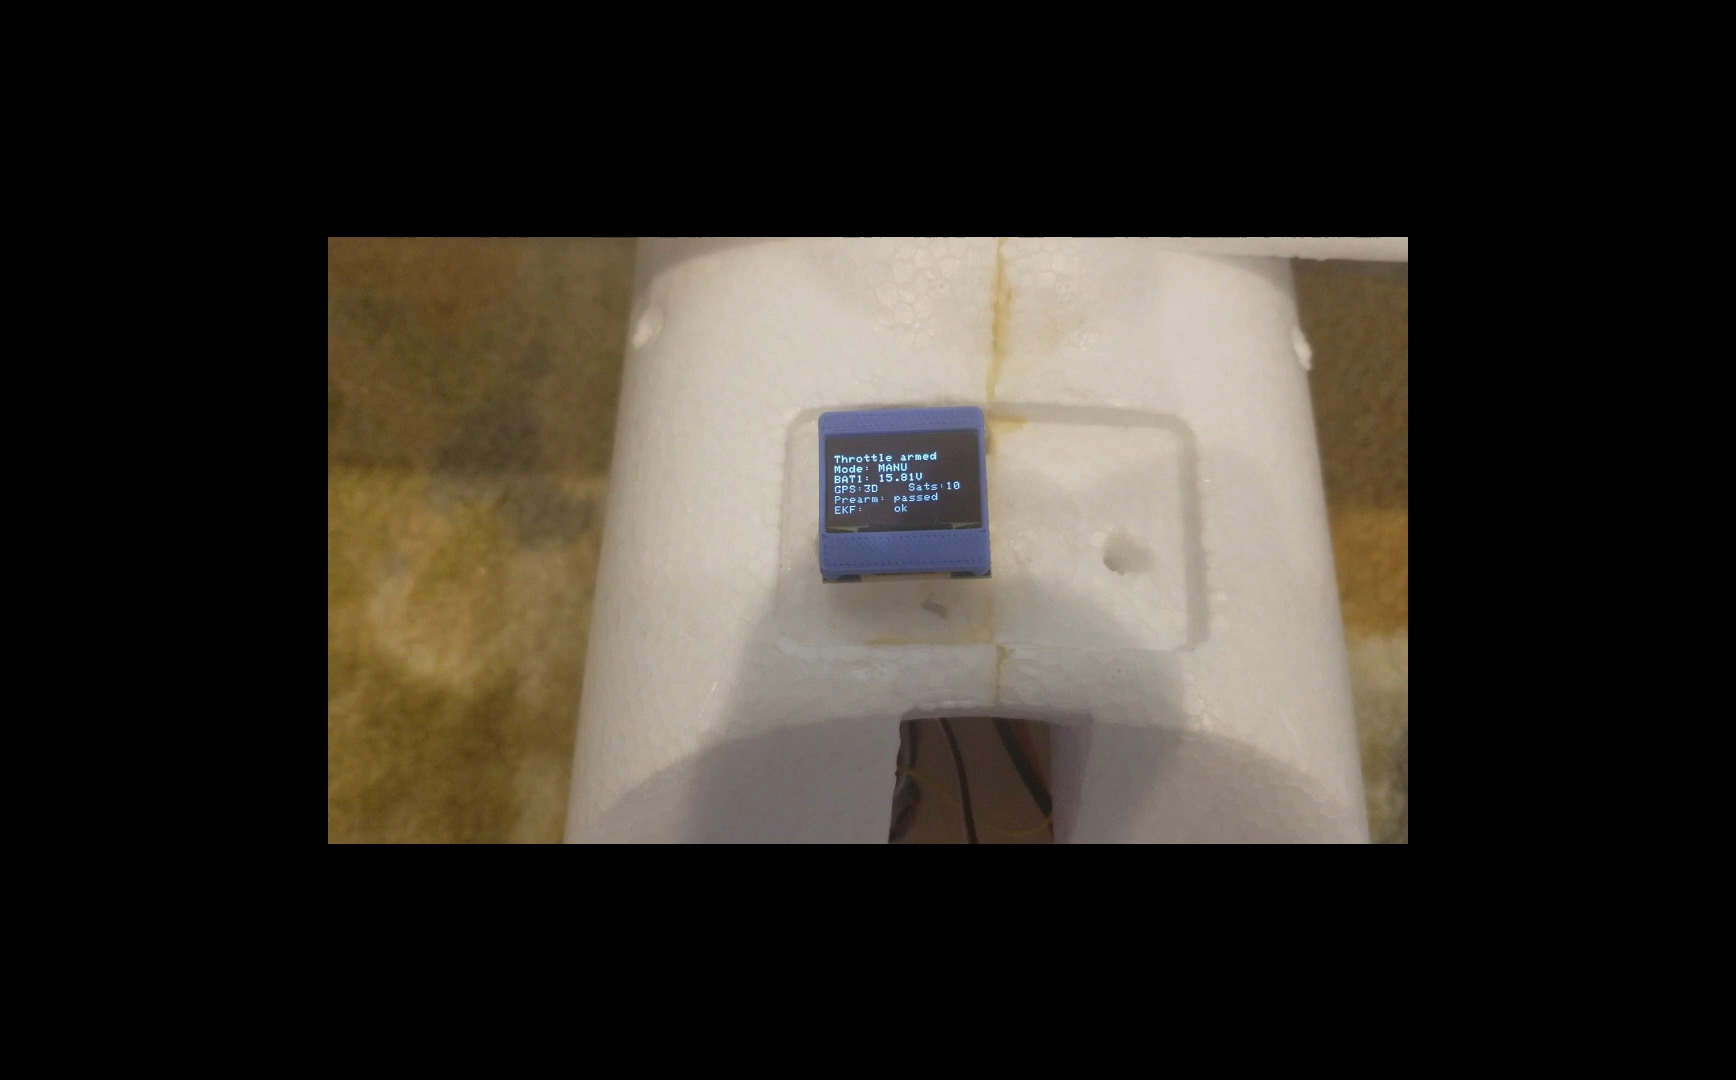 Throttle armed
Mode: MANU
BAT1: 15.81V
GPS:3D Sats:10
Prearm: passed
EKF: ok